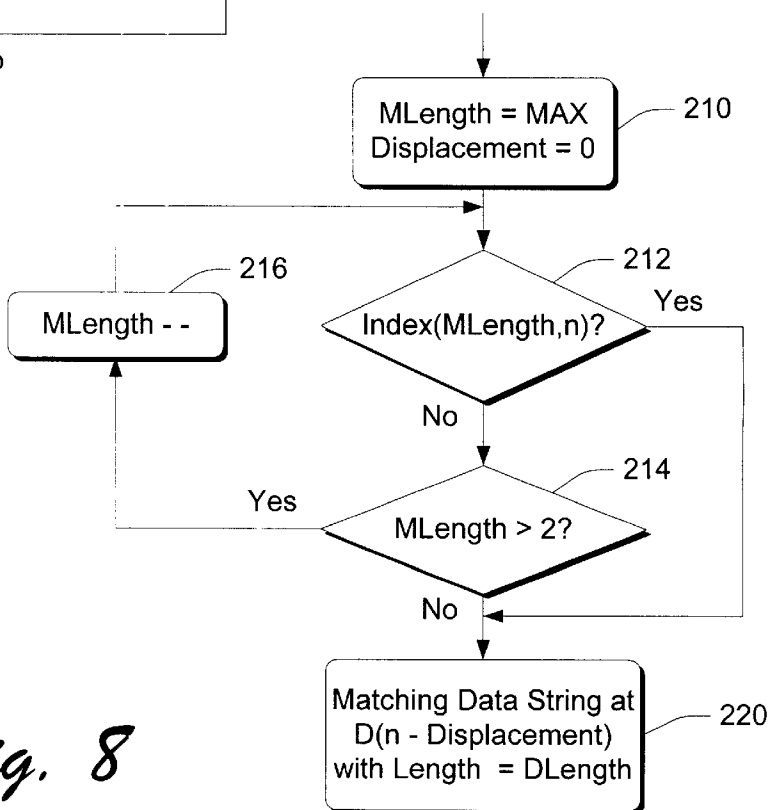 MLength = MAX
Displacement = 0
210
216
MLength - -
212
Index(MLength,n)?
Yes
No
214
Yes
MLength > 2?
No
Matching Data String at
D(n - Displacement)
with Length = DLength
220
g. 8